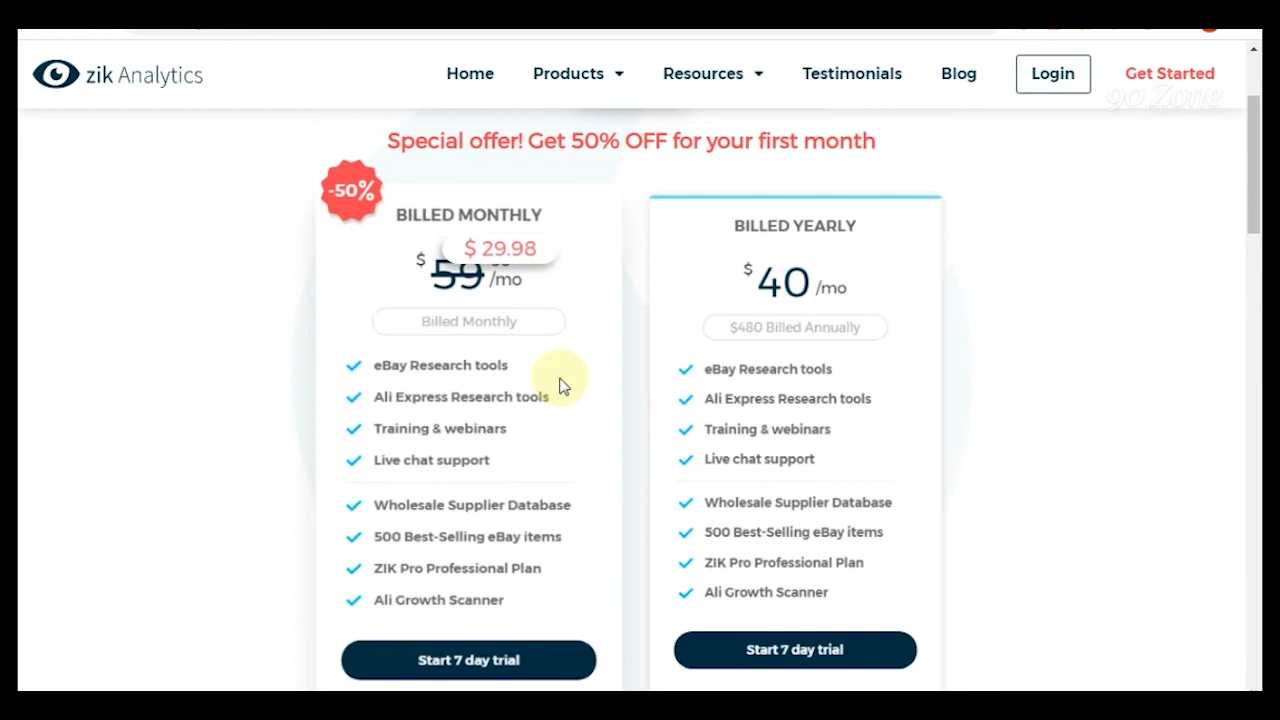 zik Analytics
Home Products Resources Testimonials Blog Login Get Started
90 Zone
Special offer! Get 50% OFF for your first month
-50%
BILLED MONTHLY
$ 29.98
$ 59 /mo
Billed Monthly
eBay Research tools
Ali Express Research tools
Training & webinars
Live chat support
Wholesale Supplier Database
500 Best-Selling eBay items
ZIK Pro Professional Plan
Ali Growth Scanner
Start 7 day trial
BILLED YEARLY
$ 40 /mo
$480 Billed Annually
eBay Research tools
Ali Express Research tools
Training & webinars
Live chat support
Wholesale Supplier Database
500 Best-Selling eBay items
ZIK Pro Professional Plan
Ali Growth Scanner
Start 7 day trial